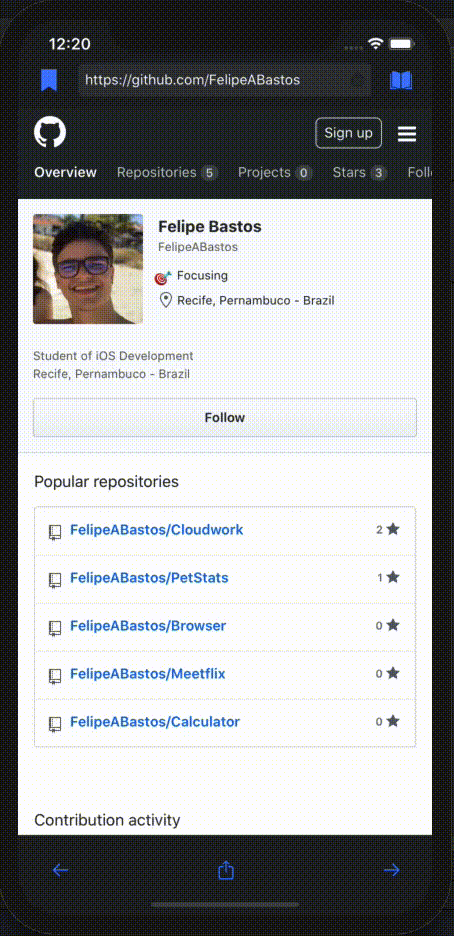 12:20
https://github.com/FelipeABastos
Sign up
Overview Repositories 5 Projects 0 Stars 3 Follo
Felipe Bastos
FelipeABastos
Focusing
Recife, Pernambuco - Brazil
Student of iOS Development
Recife, Pernambuco - Brazil
Follow
Popular repositories
FelipeABastos/Cloudwork 2
FelipeABastos/PetStats 1
FelipeABastos/Browser 0
FelipeABastos/Meetflix 0
FelipeABastos/Calculator 0
Contribution activity